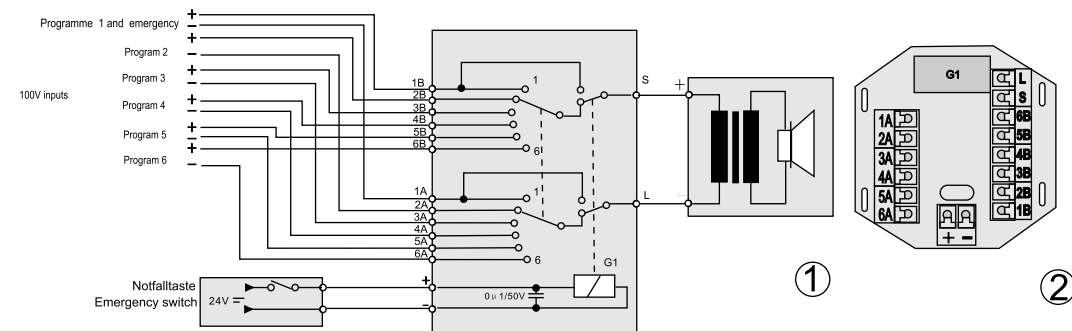 Programme 1 and emergency
+
−
Program 2
+
−
Program 3
+
−
100V inputs
Program 4
+
−
Program 5
+
−
Program 6
+
−
1B
2B
3B
4B
5B
6B
1
6
1A
2A
3A
4A
5A
6A
1
6
S
+
L
−
G1
0 µ 1/50V
Notfalltaste
Emergency switch
24V
+
-
1
G1
L
S
6B
5B
4B
3B
2B
1B
1A
2A
3A
4A
5A
6A
+ −
2